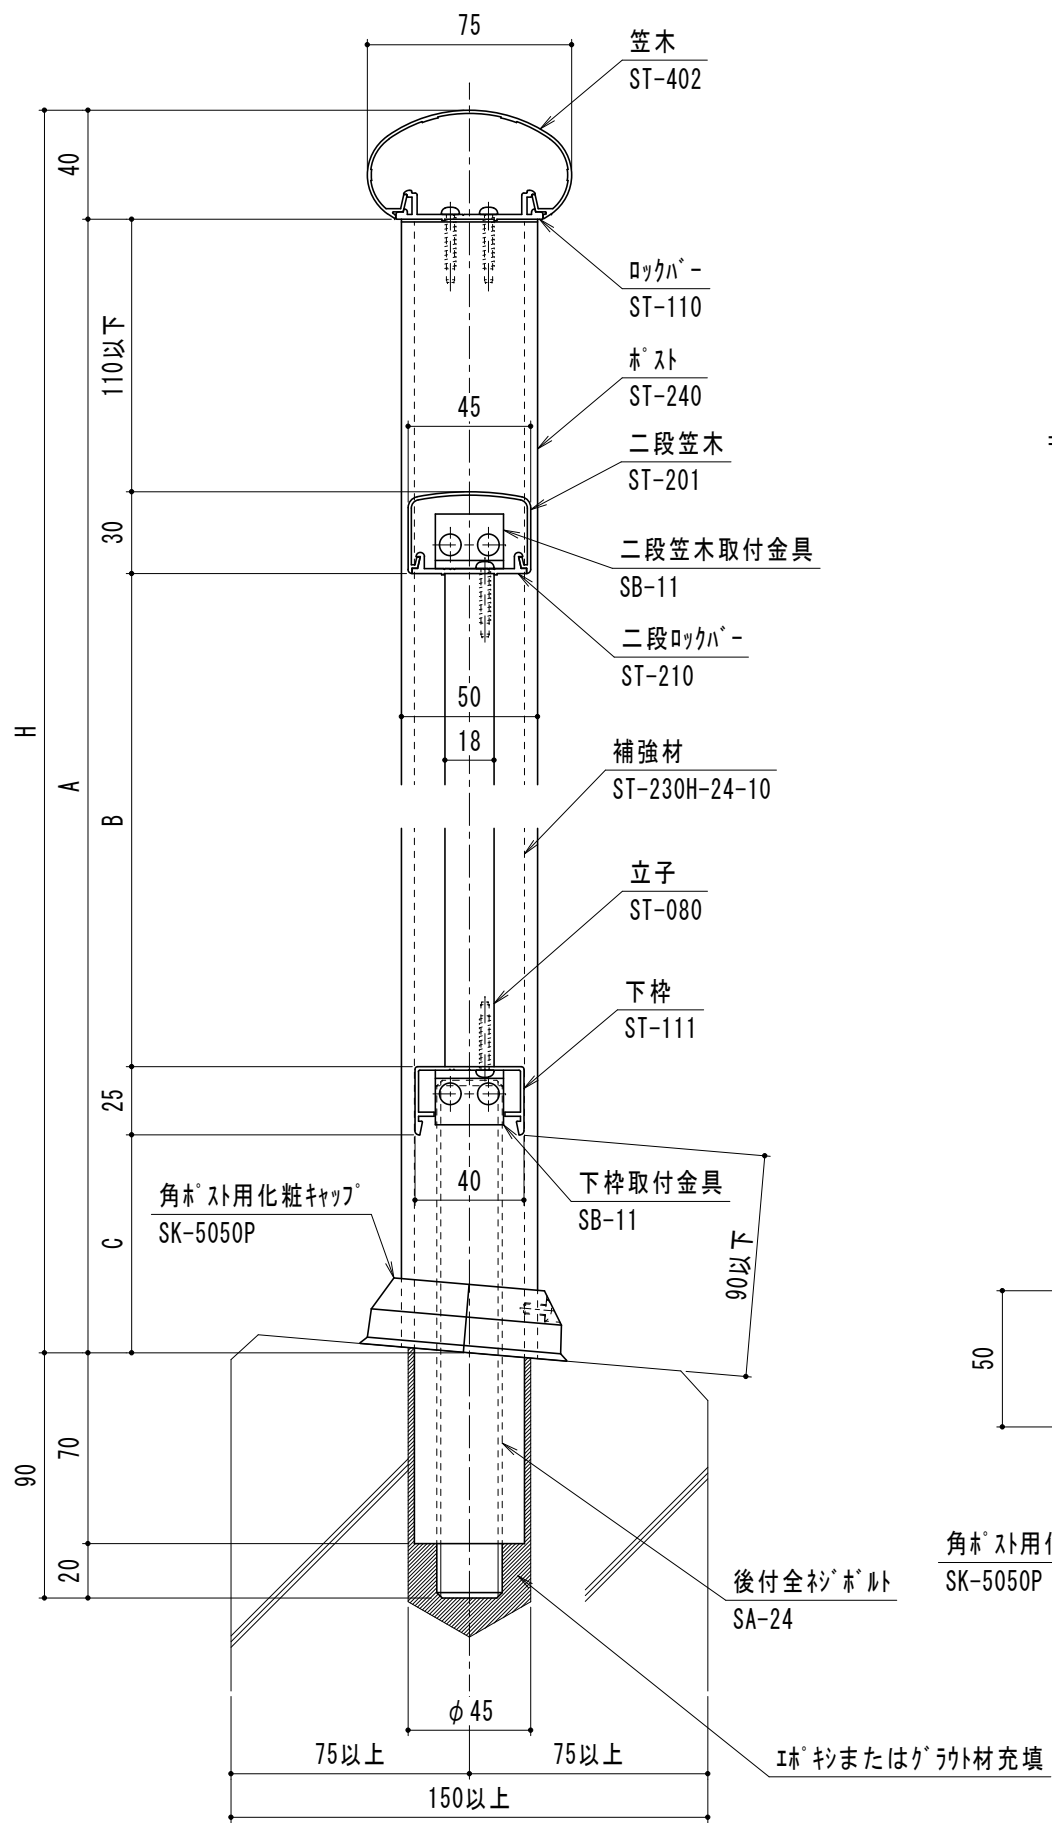 75
笠木
ST-402
40
ロックバー
ST-110
110以下
ポスト
ST-240
45
二段笠木
ST-201
30
二段笠木取付金具
SB-11
二段ロックバー
ST-210
50
18
H
A
B
補強材
ST-230H-24-10
立子
ST-080
下枠
ST-111
25
40
下枠取付金具
SB-11
角ポスト用化粧キャップ
SK-5050P
C
90以下
50
70
90
20
角ポスト用
SK-5050P
後付全ネジボルト
SA-24
φ45
75以上
75以上
エポキシまたはグラウト材充填
150以上